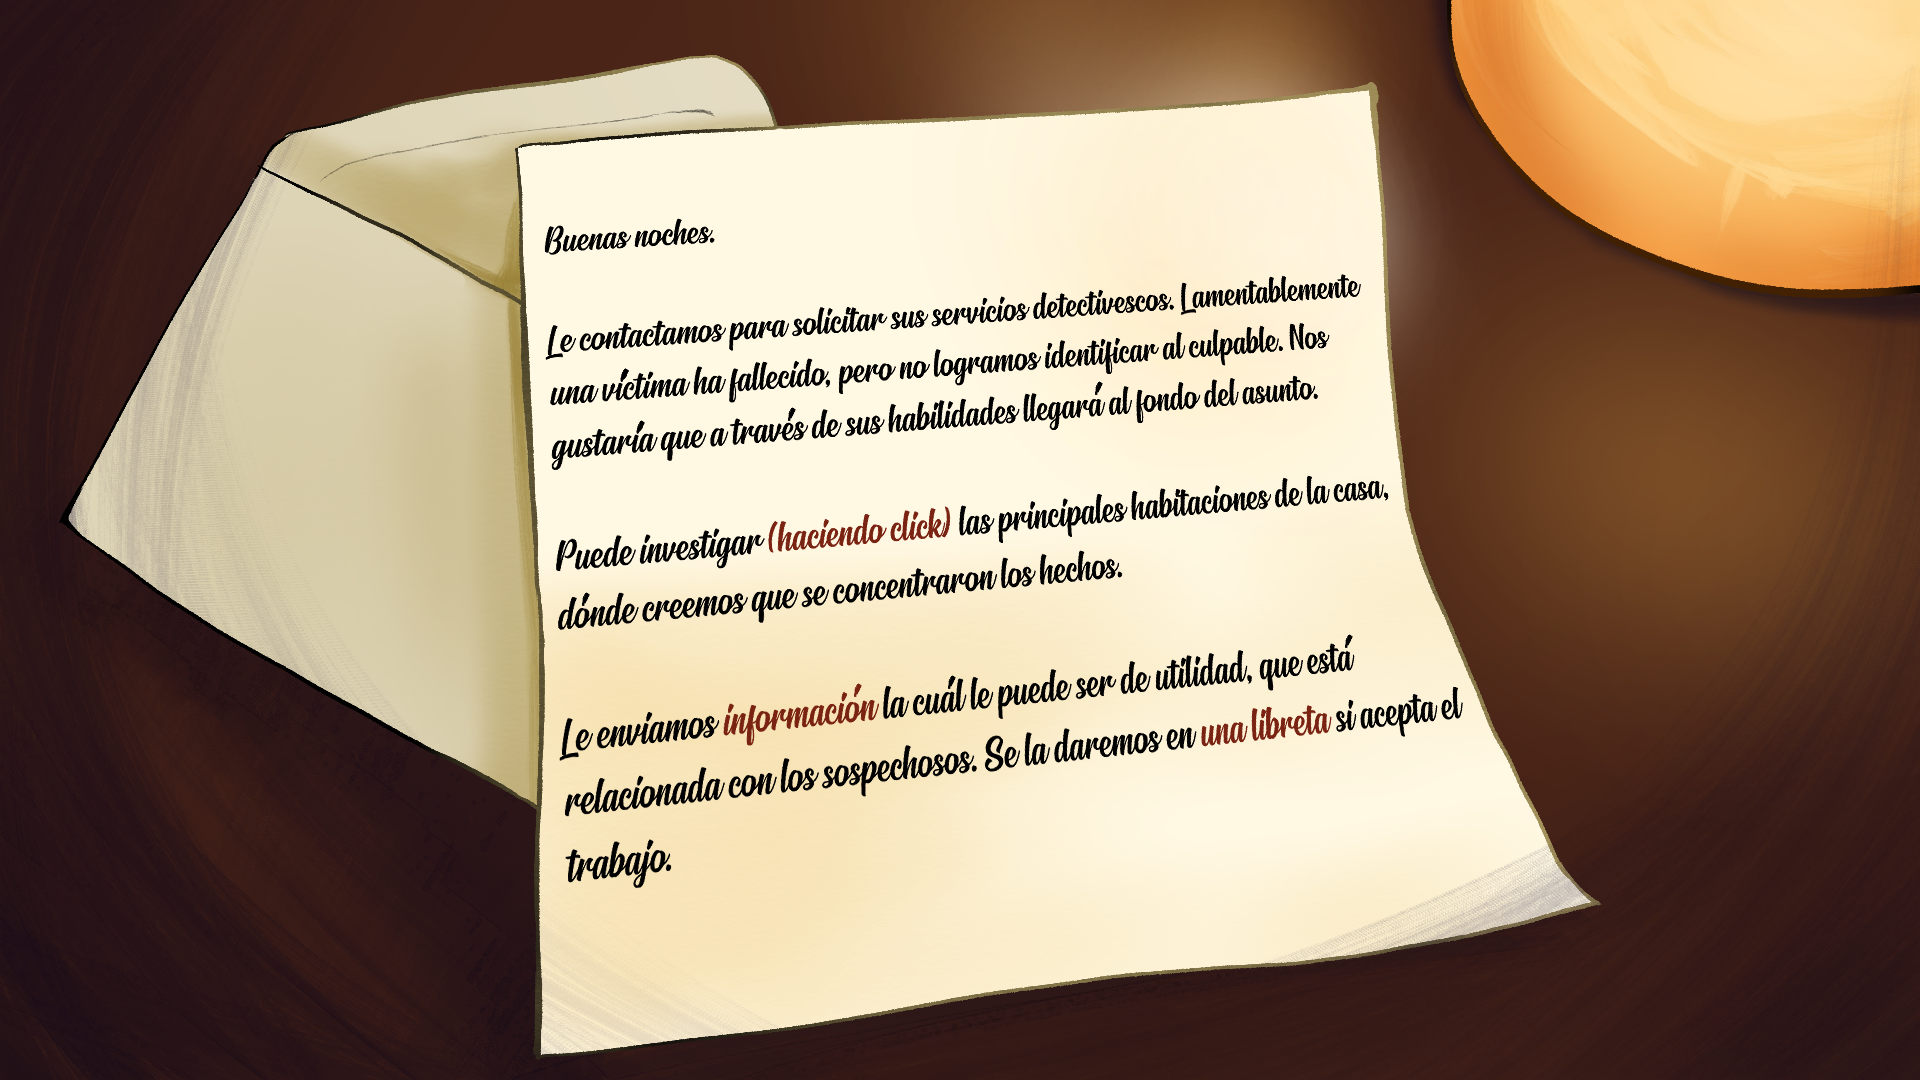 Buenas noches.
Le contactamos para solicitar sus servicios detectivescos. Lamentablemente
una víctima ha fallecido, pero no logramos identificar al culpable. Nos
gustaría que a través de sus habilidades llegará al fondo del asunto.
Puede investigar (haciendo click) las principales habitaciones de la casa,
dónde creemos que se concentraron los hechos.
Le enviamos información la cuál le puede ser de utilidad, que está
relacionada con los sospechosos. Se la daremos en una libreta si acepta el
trabajo.